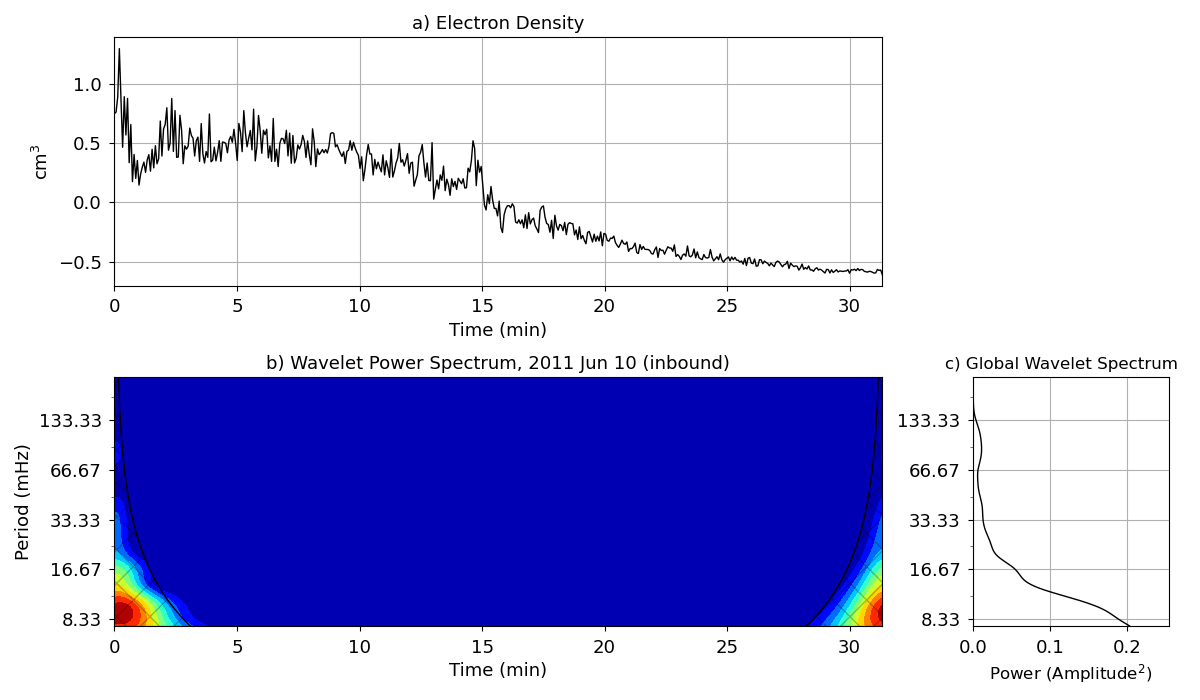 a) Electron Density
cm³
1.0
0.5
0.0
−0.5
0 5 10 15 20 25 30
Time (min)
b) Wavelet Power Spectrum, 2011 Jun 10 (inbound)
Period (mHz)
133.33
66.67
33.33
16.67
8.33
0 5 10 15 20 25 30
Time (min)
c) Global Wavelet Spectrum
133.33
66.67
33.33
16.67
8.33
0.0 0.1 0.2
Power (Amplitude²)